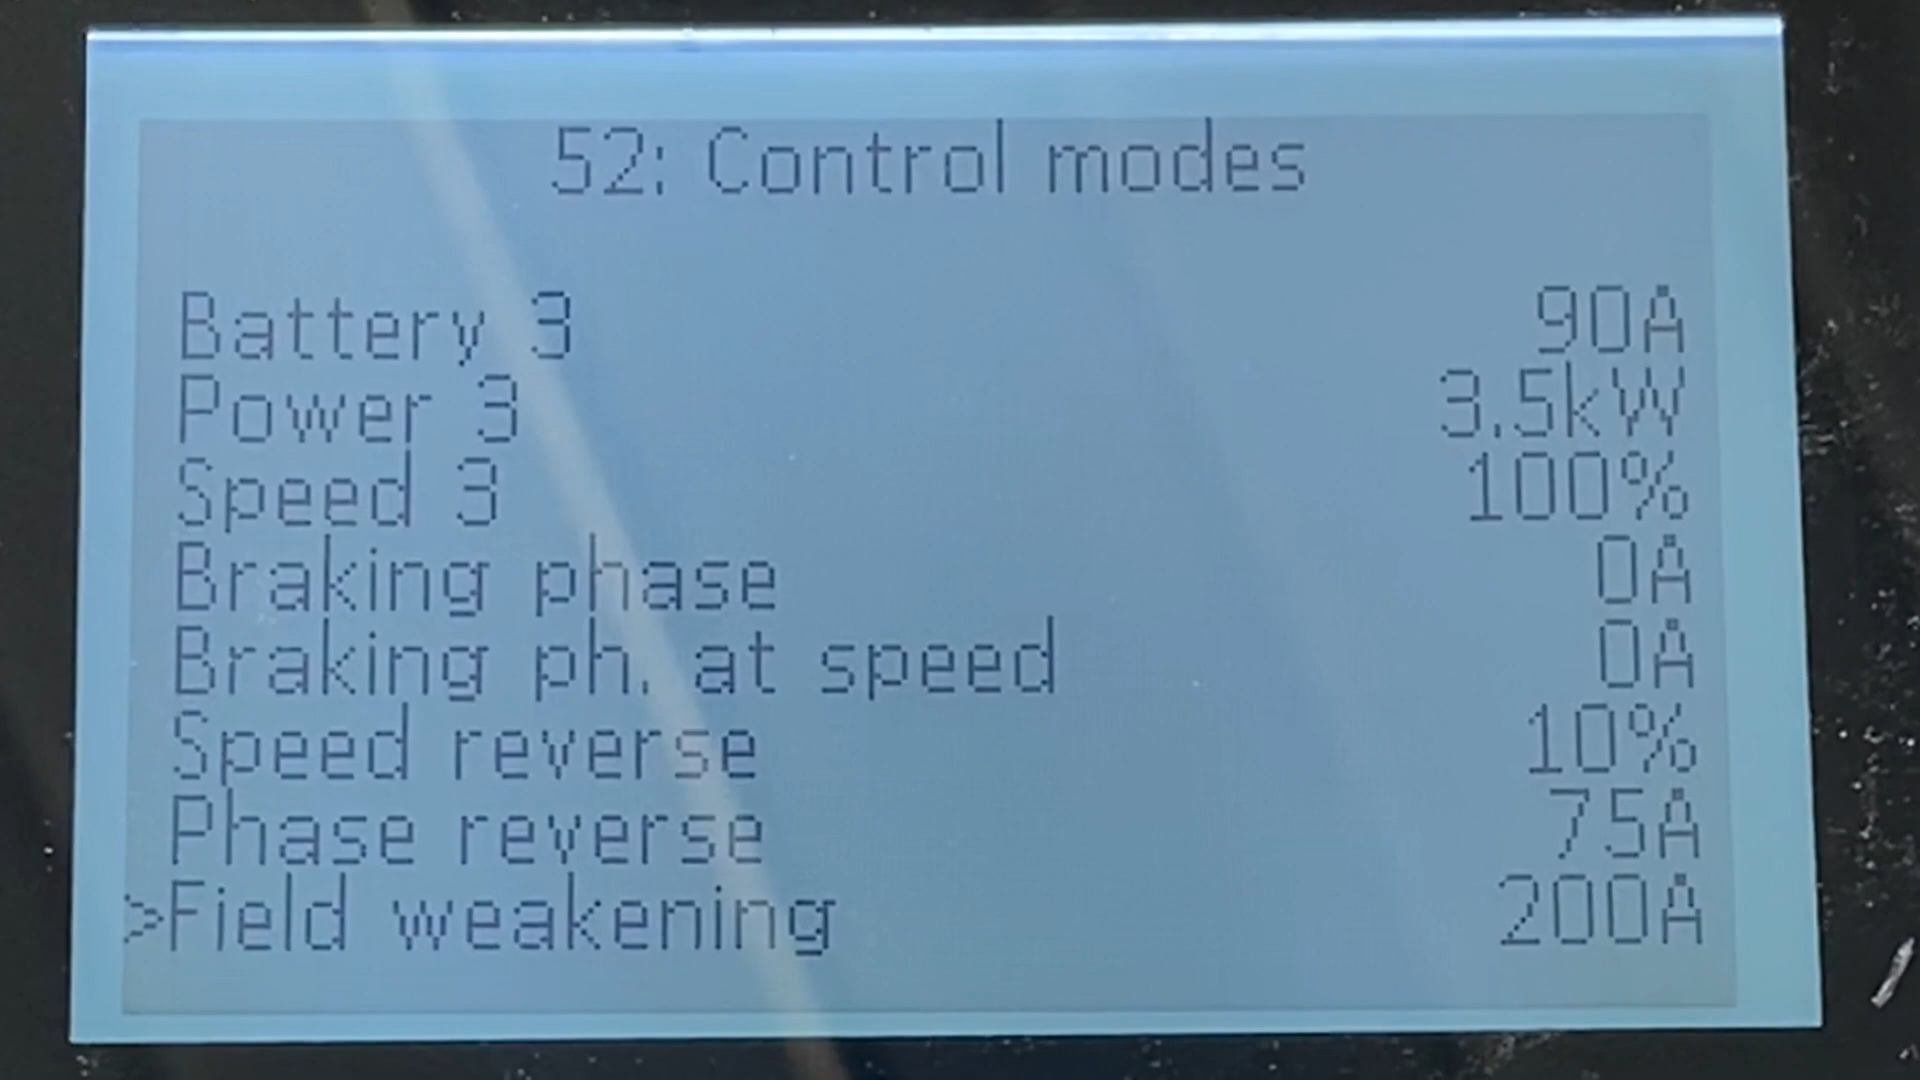 52: Control modes
Battery 3 90A
Power 3 3.5kW
Speed 3 100%
Braking phase 0A
Braking ph. at speed 0A
Speed reverse 10%
Phase reverse 75A
>Field weakening 200A